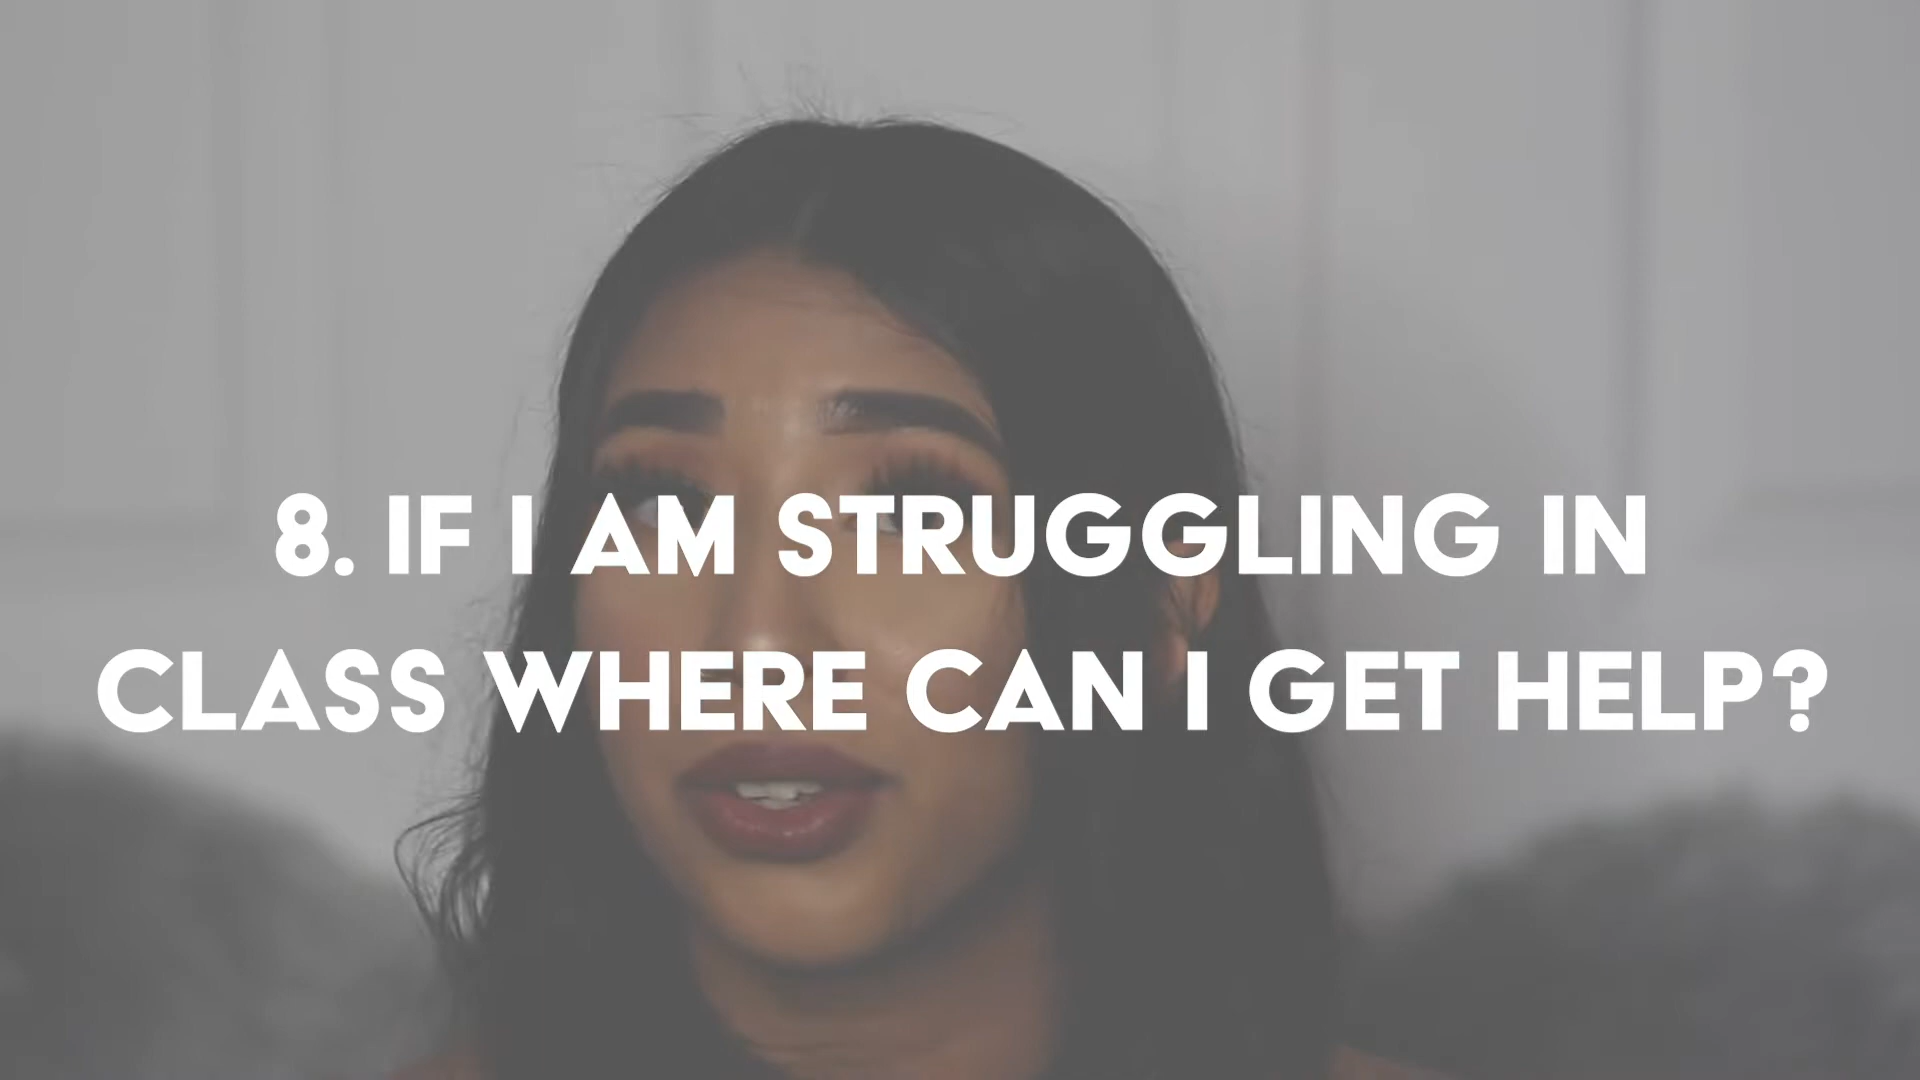 8. IF I AM STRUGGLING IN
CLASS WHERE CAN I GET HELP?